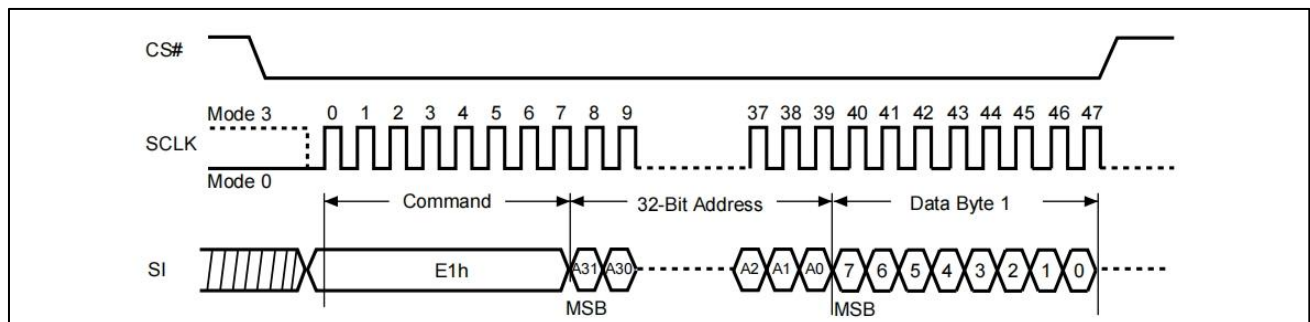 CS#
Mode 3 0 1 2 3 4 5 6 7 8 9 37 38 39 40 41 42 43 44 45 46 47
SCLK
Mode 0
Command 32-Bit Address Data Byte 1
SI E1h A31 A30 A2 A1 A0 7 6 5 4 3 2 1 0
MSB MSB